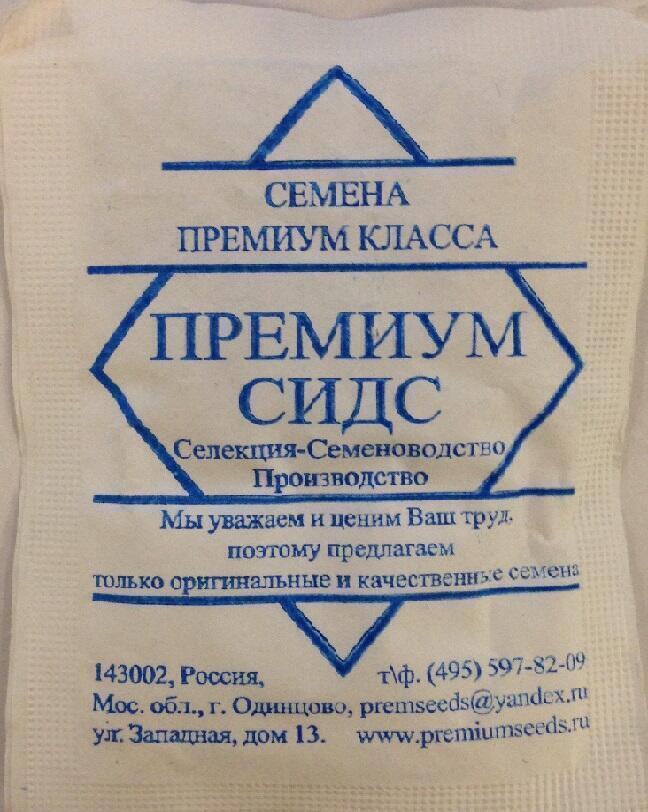 СЕМЕНА
ПРЕМИУМ КЛАССА
ПРЕМИУМ
СИДС
Селекция-Семеноводство
Производство
Мы уважаем и ценим Ваш труд,
поэтому предлагаем
только оригинальные и качественные семена
143002, Россия, т\ф. (495) 597-82-09
Мос. обл., г. Одинцово, premseeds@yandex.ru
ул. Западная, дом 13. www.premiumseeds.ru